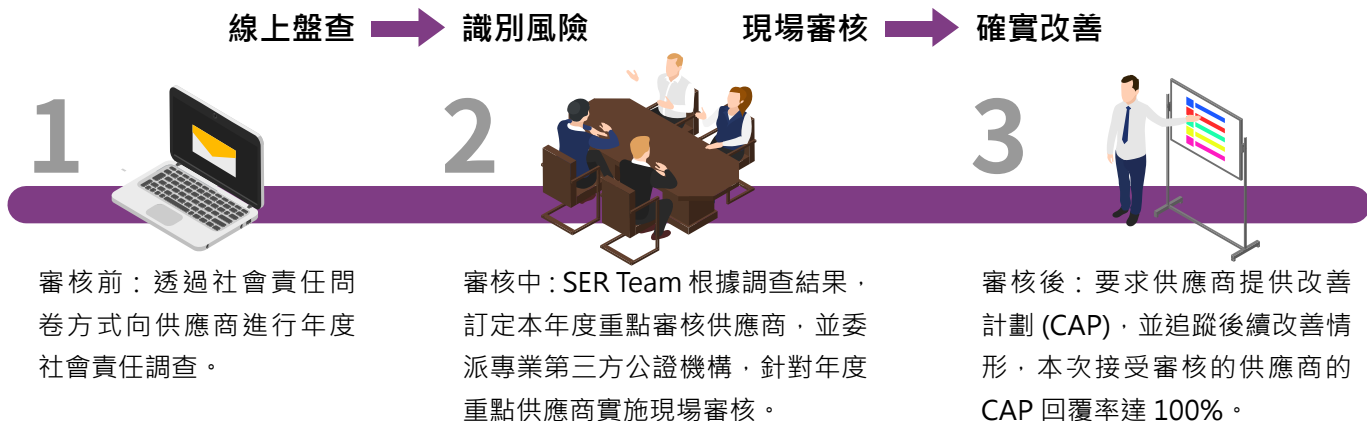 線上盤查 識別風險 現場審核 確實改善
1
審核前：透過社會責任問
卷方式向供應商進行年度
社會責任調查。
2
審核中：SER Team 根據調查結果，
訂定本年度重點審核供應商，並委
派專業第三方公證機構，針對年度
重點供應商實施現場審核。
3
審核後：要求供應商提供改善
計劃 (CAP)，並追蹤後續改善情
形，本次接受審核的供應商的
CAP 回覆率達 100%。